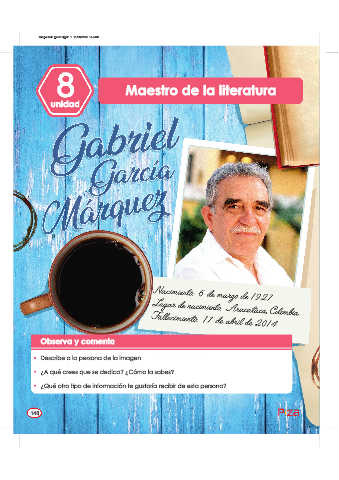 8
unidad
Maestro de la literatura
Gabriel
García
Márquez
Nacimiento: 6 de marzo de 1927
Lugar de nacimiento: Aracataca, Colombia
Fallecimiento: 17 de abril de 2014
Observa y comenta
• Describe a la persona de la imagen
• ¿A qué crees que se dedica? ¿Cómo lo sabes?
• ¿Qué otro tipo de información te gustaría recibir de esta persona?